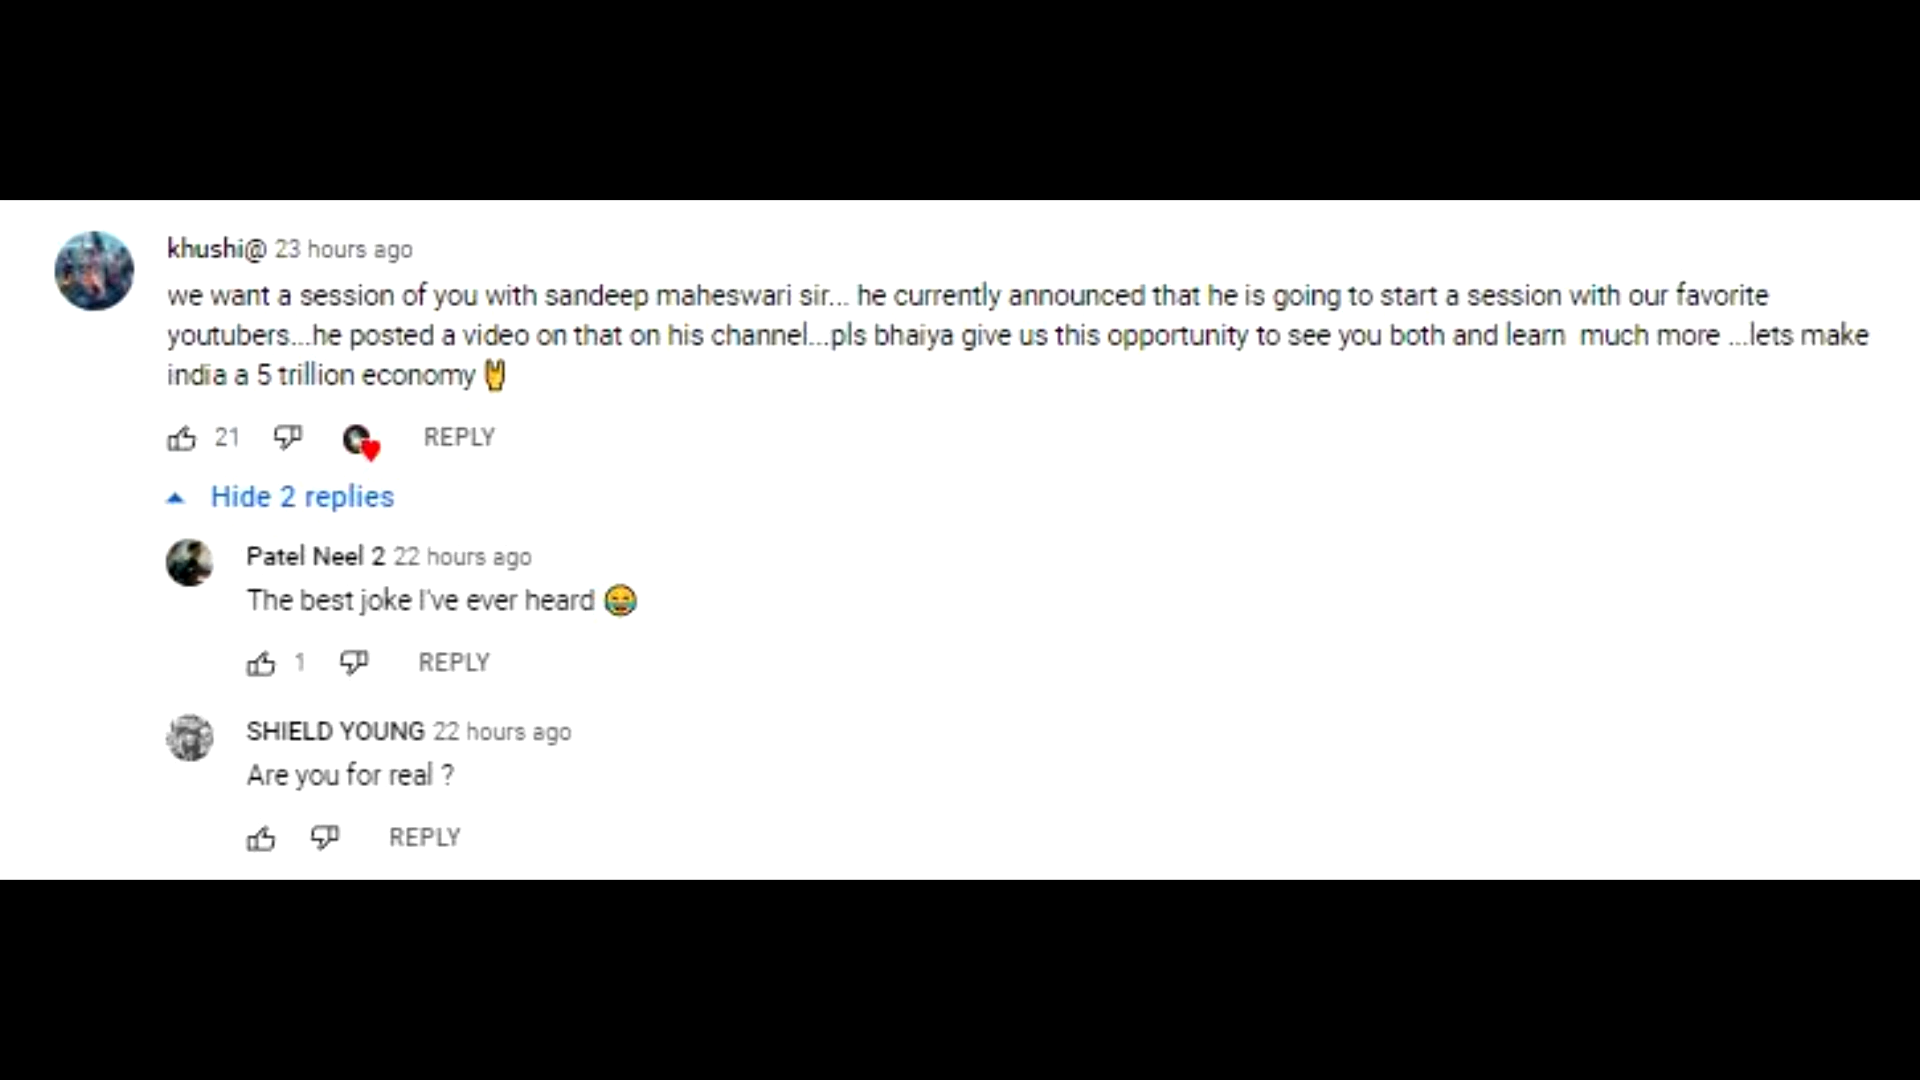 khushi@ 23 hours ago
we want a session of you with sandeep maheswari sir... he currently announced that he is going to start a session with our favorite
youtubers...he posted a video on that on his channel...pls bhaiya give us this opportunity to see you both and learn  much more ...lets make
india a 5 trillion economy 🤘
21 REPLY
Hide 2 replies
Patel Neel 2 22 hours ago
The best joke I've ever heard 😂
1 REPLY
SHIELD YOUNG 22 hours ago
Are you for real ?
REPLY